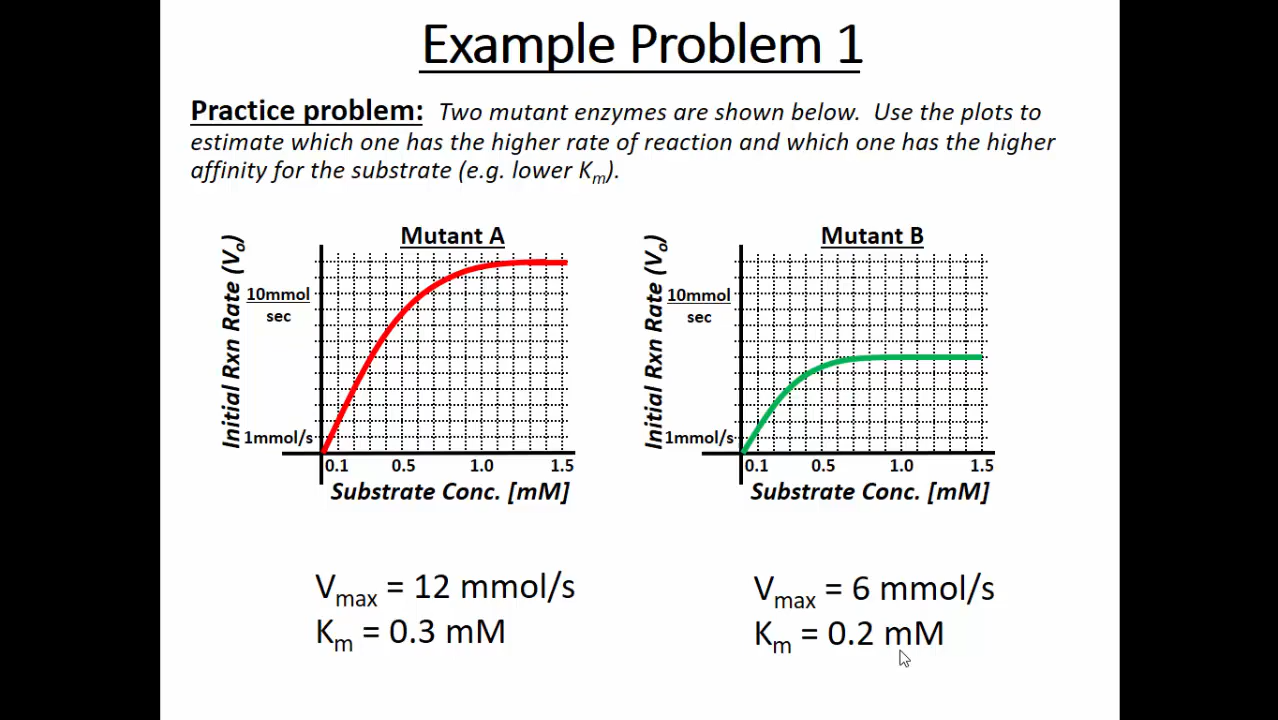 Example Problem 1
Practice problem: Two mutant enzymes are shown below. Use the plots to
estimate which one has the higher rate of reaction and which one has the higher
affinity for the substrate (e.g. lower Km).
Mutant A
Initial Rxn Rate (Vo)
10mmol
sec
1mmol/s
0.1 0.5 1.0 1.5
Substrate Conc. [mM]
Vmax = 12 mmol/s
Km = 0.3 mM
Mutant B
Initial Rxn Rate (Vo)
10mmol
sec
1mmol/s
0.1 0.5 1.0 1.5
Substrate Conc. [mM]
Vmax = 6 mmol/s
Km = 0.2 mM